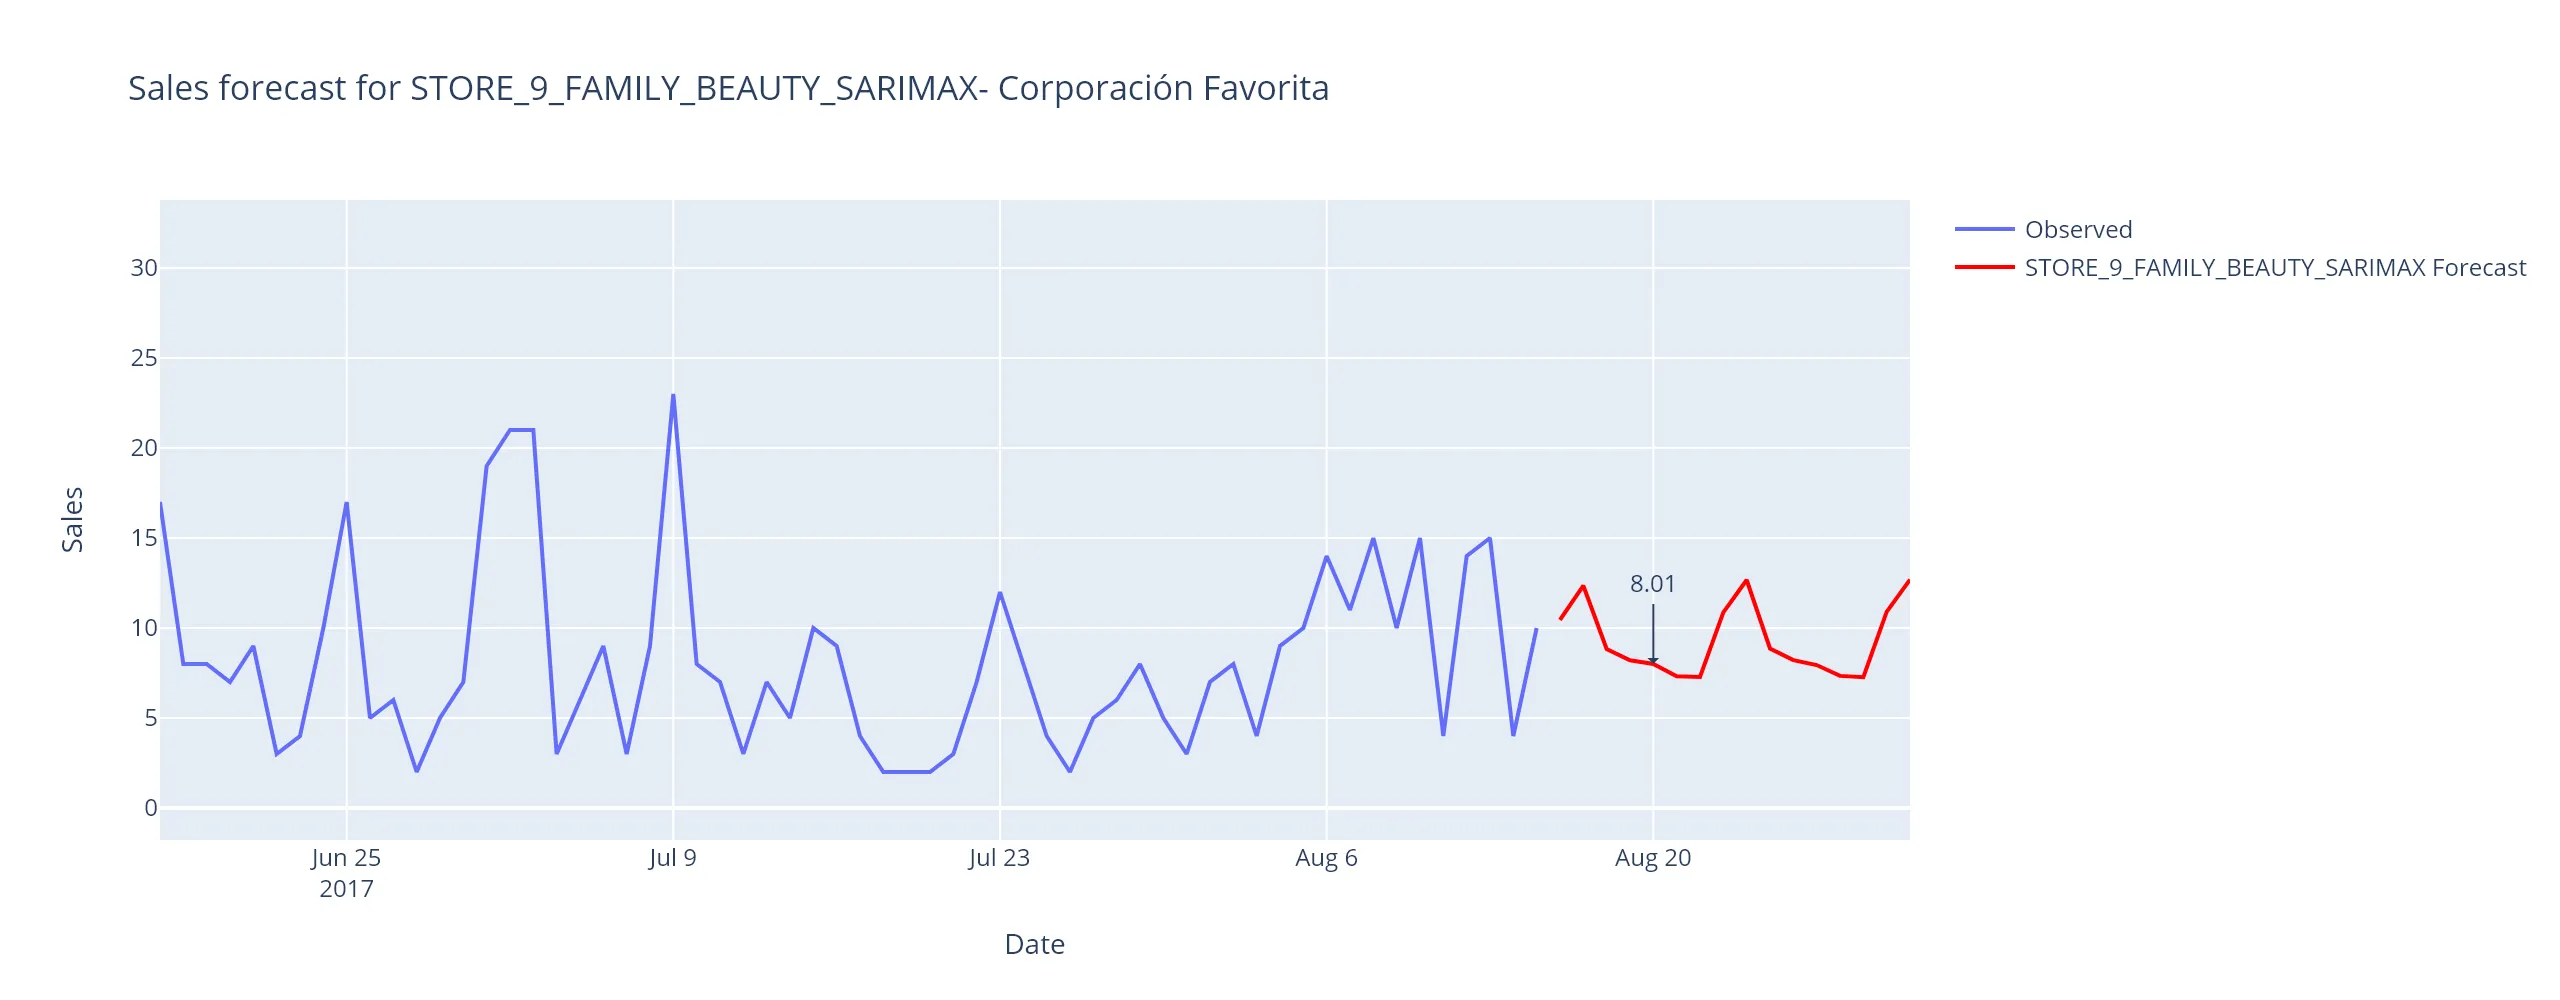 Sales forecast for STORE_9_FAMILY_BEAUTY_SARIMAX- Corporación Favorita
Observed
STORE_9_FAMILY_BEAUTY_SARIMAX Forecast
30
25
20
15
10
5
0
Sales
8.01
Jun 25
2017
Jul 9
Jul 23
Aug 6
Aug 20
Date